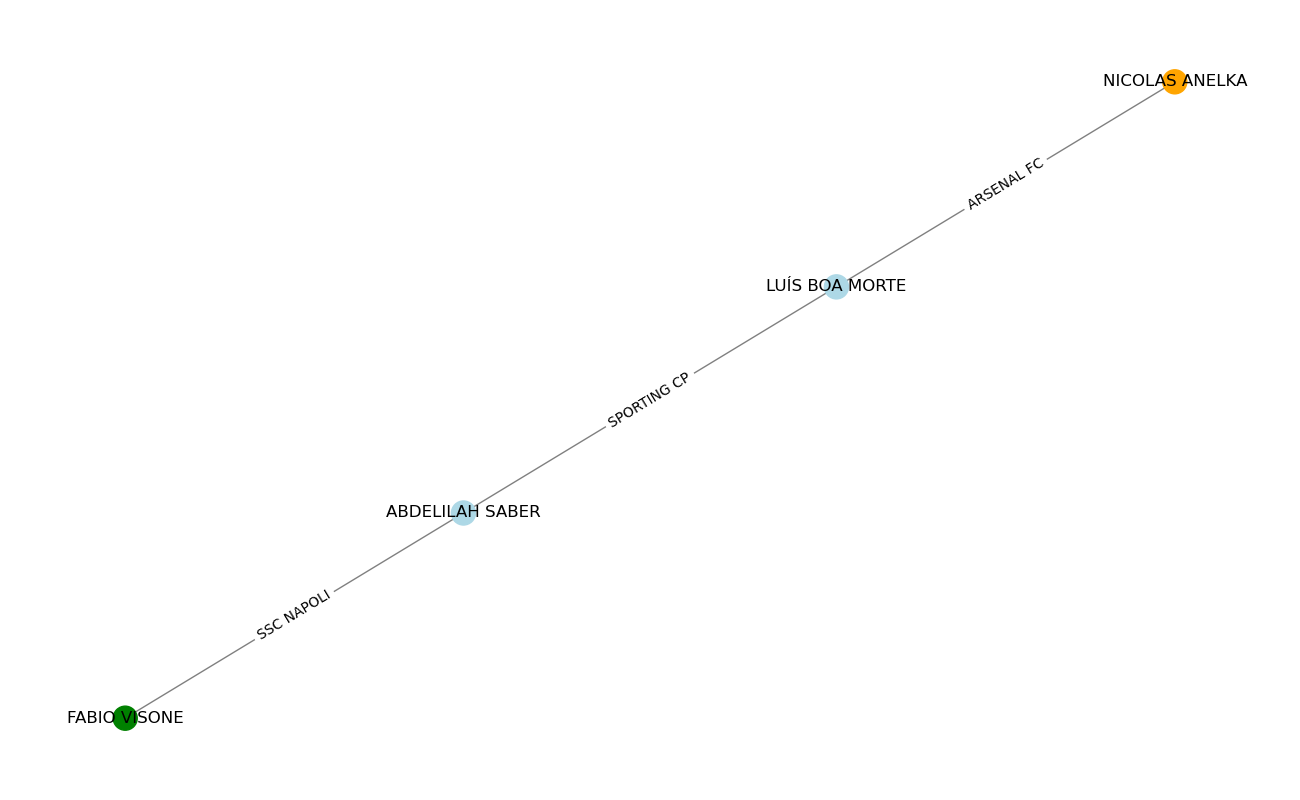 NICOLAS ANELKA
ARSENAL FC
LUÍS BOA MORTE
SPORTING CP
ABDELILAH SABER
SSC NAPOLI
FABIO VISONE